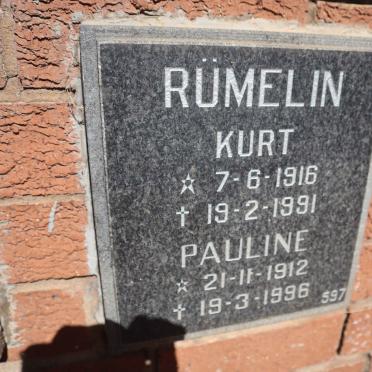 RÜMELIN
KURT
☆ 7-6-1916
† 19-2-1991
PAULINE
☆ 21-11-1912
† 19-3-1996
597